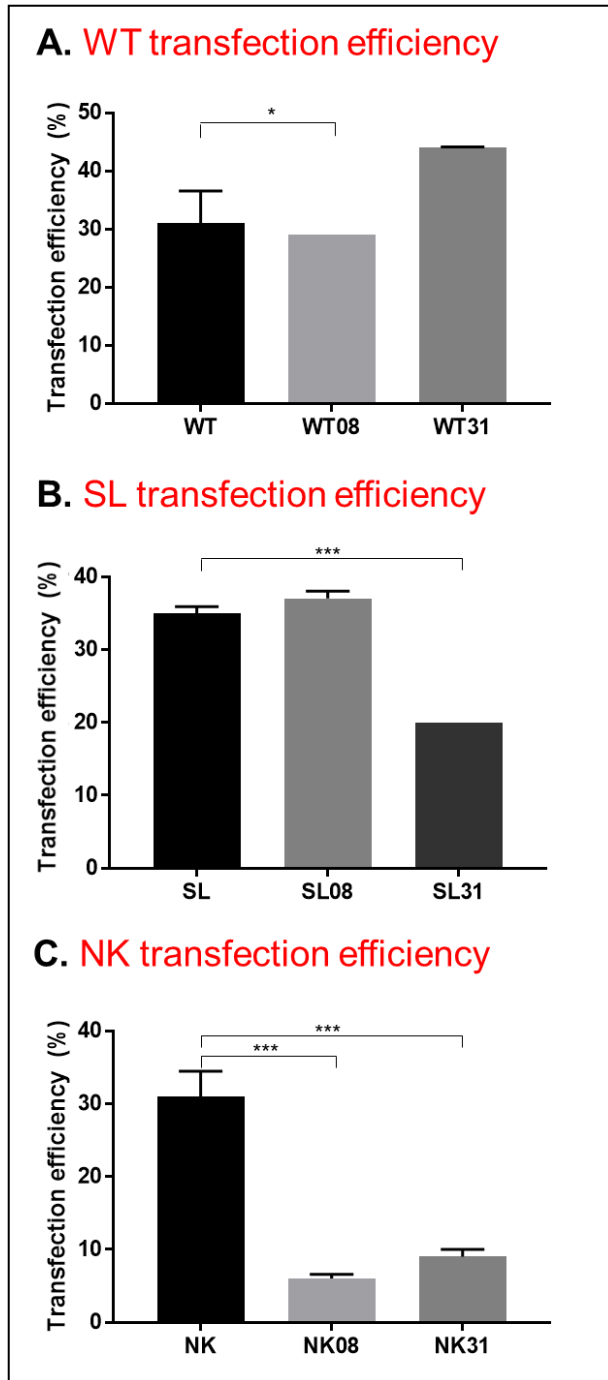 A. WT transfection efficiency
Transfection efficiency (%)
50
40
30
20
10
0
*
WT WT08 WT31
B. SL transfection efficiency
Transfection efficiency (%)
40
30
20
10
0
***
SL SL08 SL31
C. NK transfection efficiency
Transfection efficiency (%)
40
30
20
10
0
***
***
NK NK08 NK31